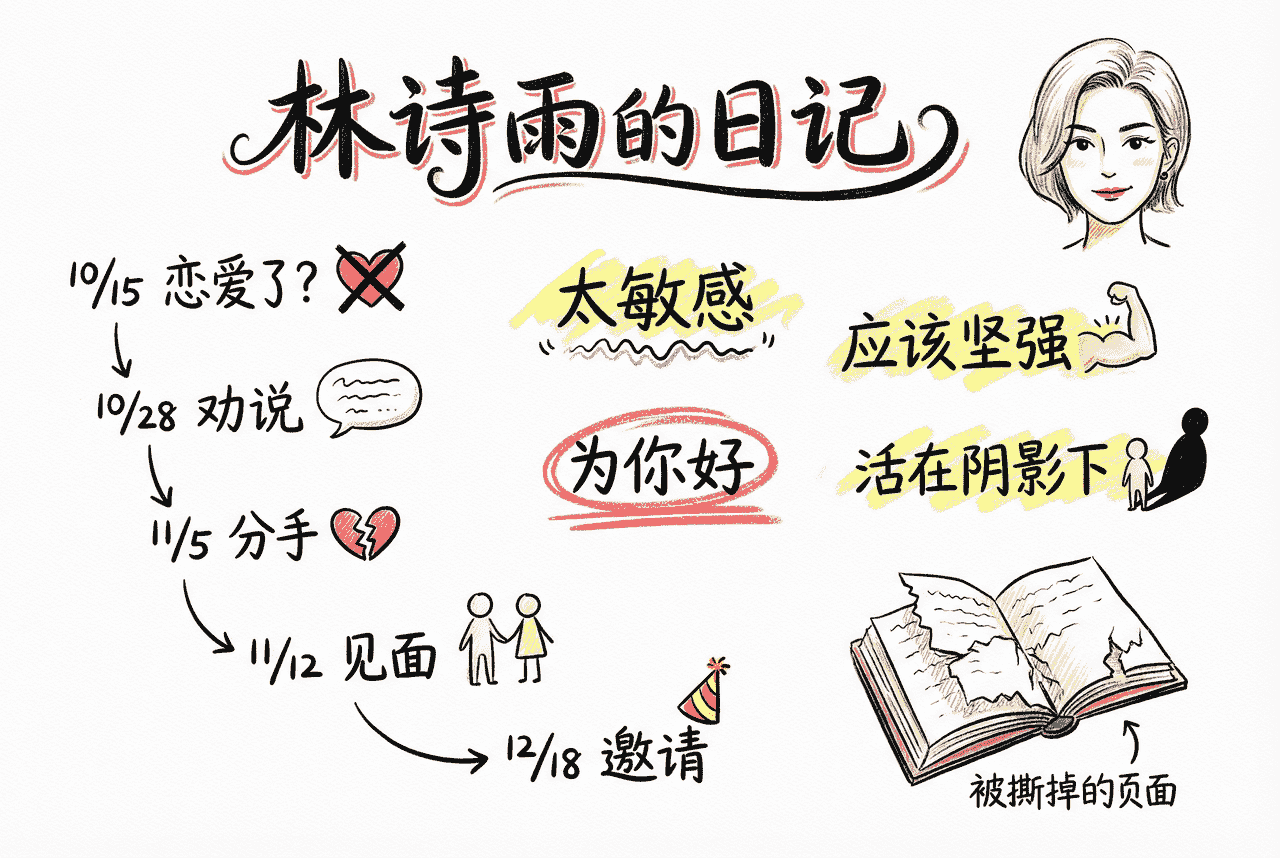 林诗雨的日记
10/15 恋爱了?
10/28 劝说
11/5 分手
11/12 见面
12/18 邀请
太敏感
应该坚强
为你好
活在阴影下
被撕掉的页面